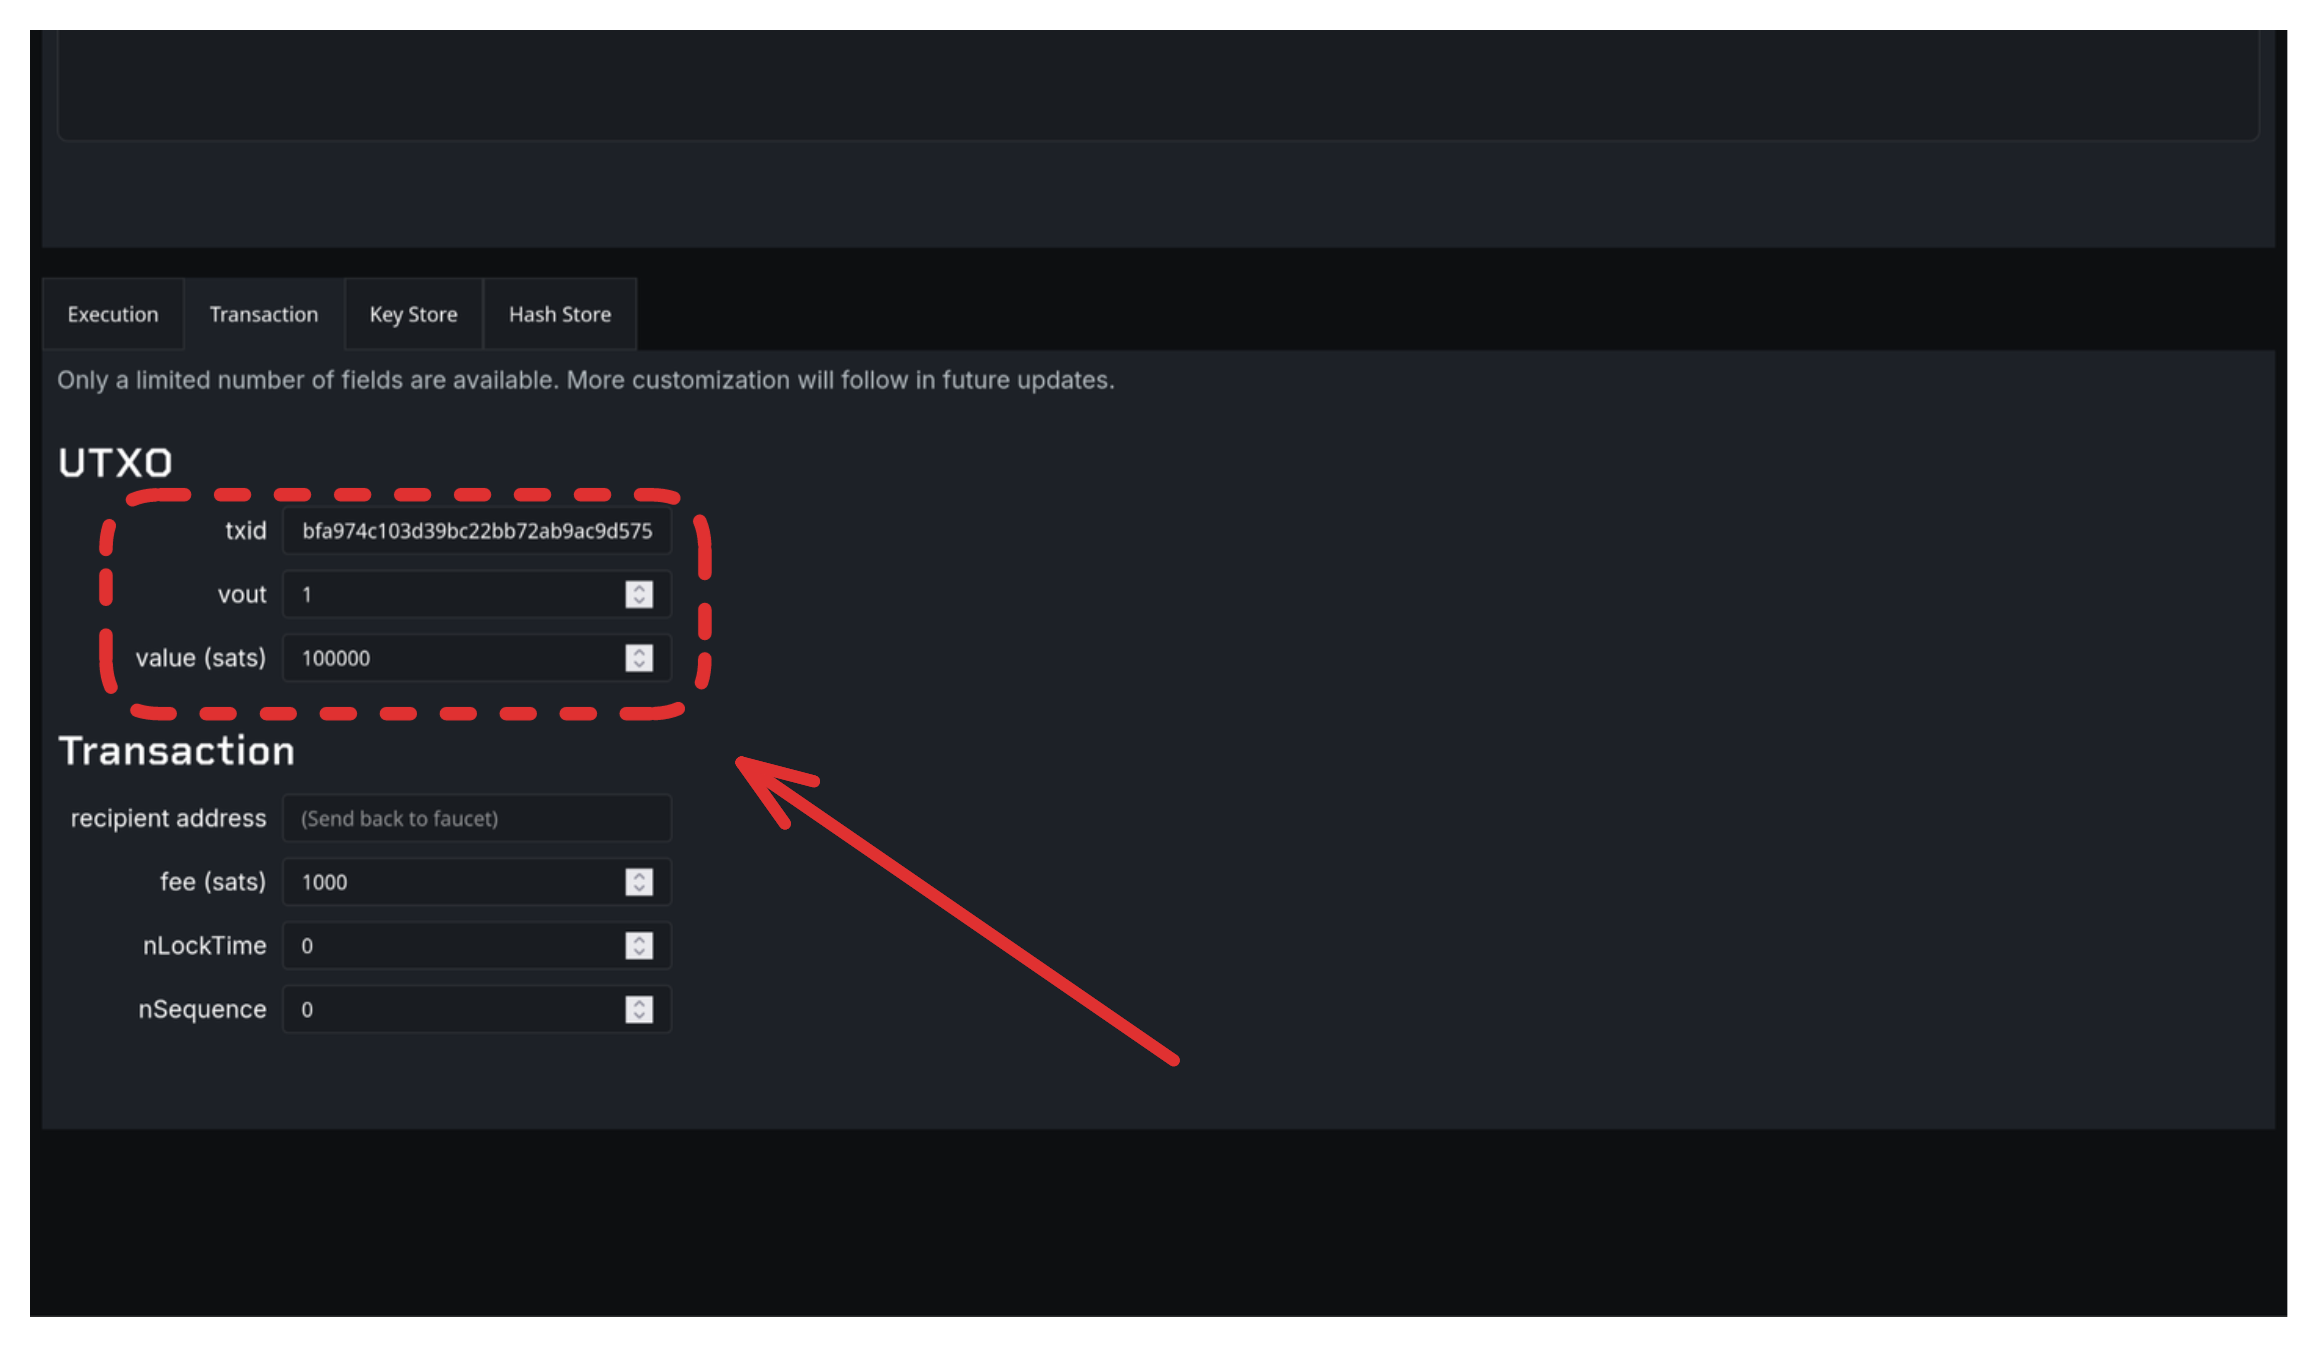 Execution Transaction Key Store Hash Store
Only a limited number of fields are available. More customization will follow in future updates.
UTXO
txid bfa974c103d39bc22bb72ab9ac9d575
vout 1
value (sats) 100000
Transaction
recipient address (Send back to faucet)
fee (sats) 1000
nLockTime 0
nSequence 0